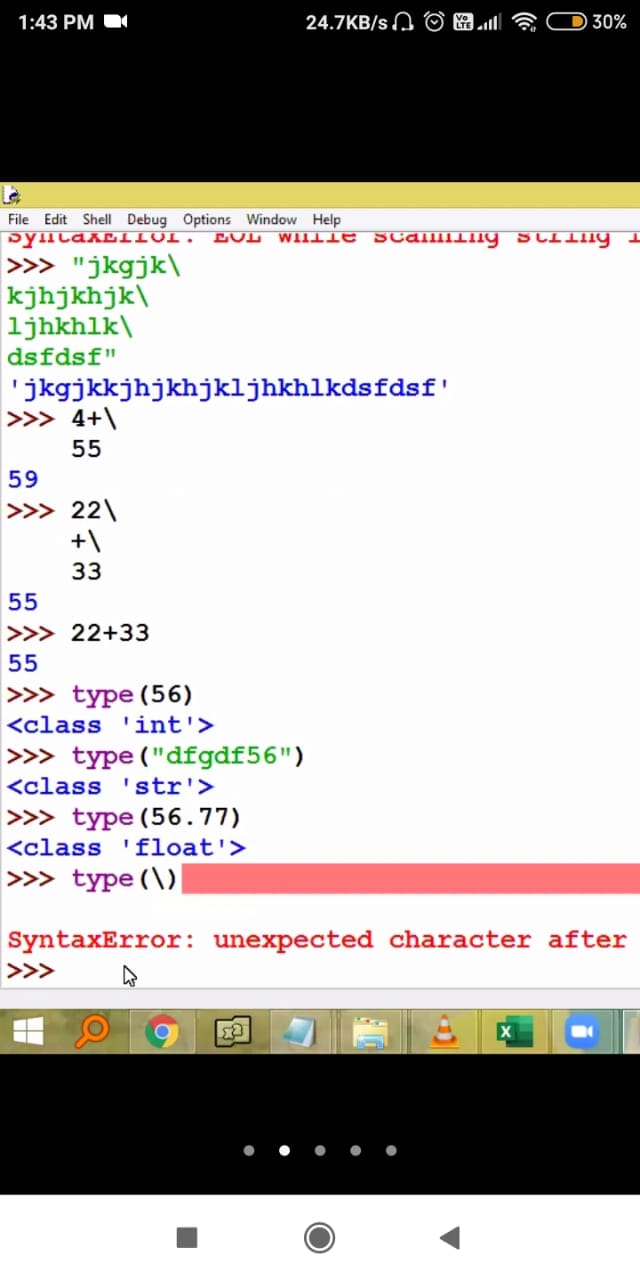 1:43 PM 24.7KB/s Vo LTE 30%
File Edit Shell Debug Options Window Help
SyntaxError: EOL while scanning string
>>> "jkgjk\
kjhjkhjk\
ljhkhlk\
dsfdsf"
'jkgjkkjhjkhjkljhkhlkdsfdsf'
>>> 4+\
55
59
>>> 22\
+\
33
55
>>> 22+33
55
>>> type(56)
<class 'int'>
>>> type("dfgdf56")
<class 'str'>
>>> type(56.77)
<class 'float'>
>>> type(\)
SyntaxError: unexpected character after
>>>